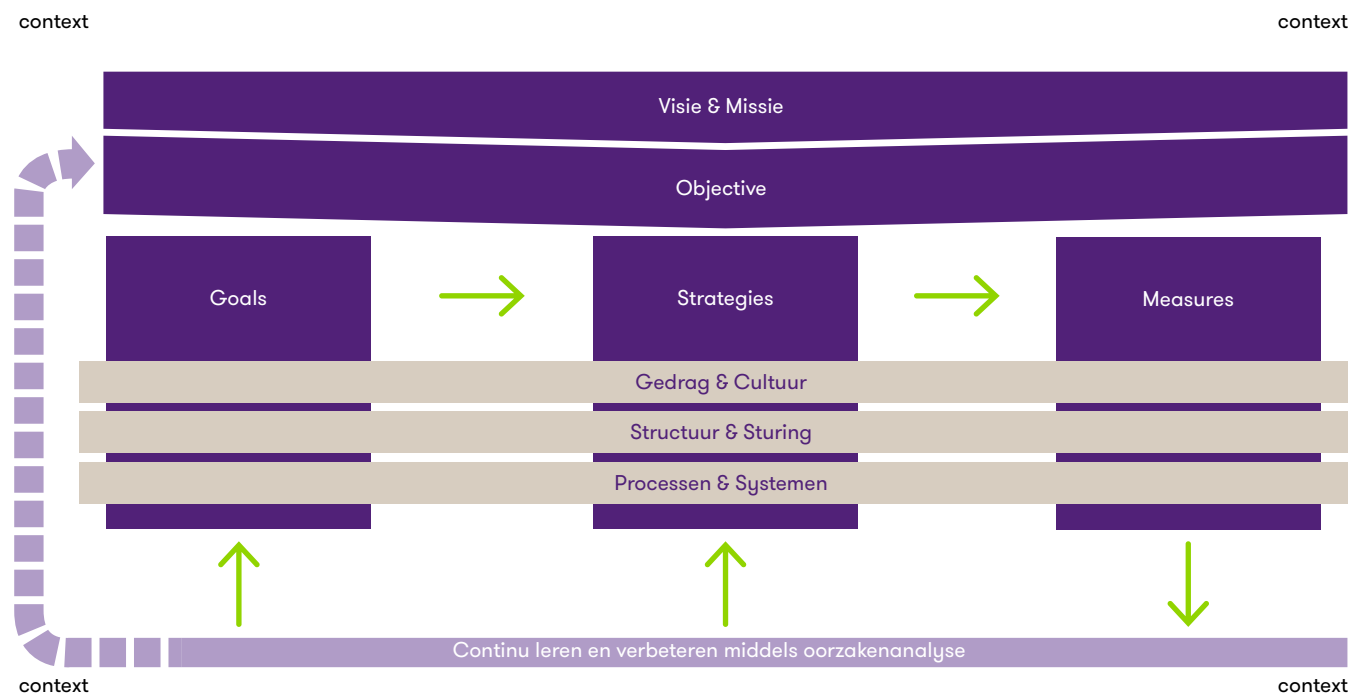 context
context
Visie & Missie
Objective
Goals
Strategies
Measures
Gedrag & Cultuur
Structuur & Sturing
Processen & Systemen
Continu leren en verbeteren middels oorzakenanalyse
context
context